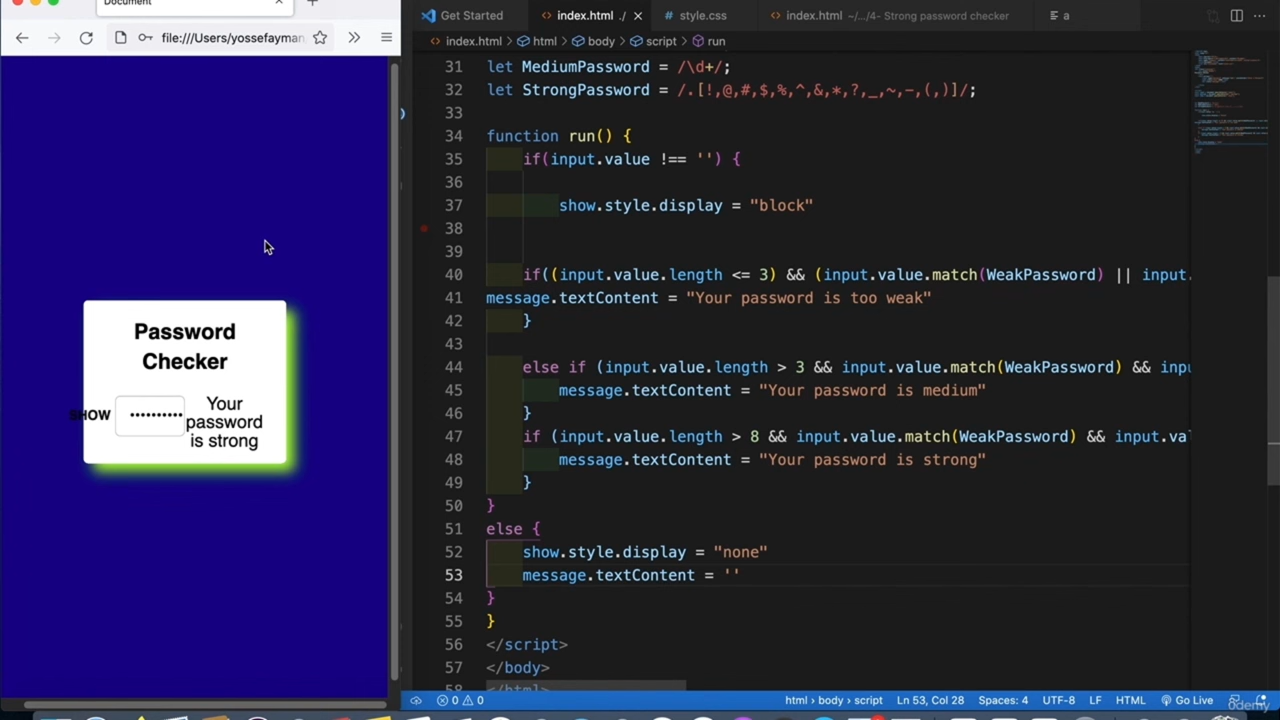 Document
Get Started
index.html ./
style.css
index.html ~/.../4- Strong password checker
a
file:///Users/yossefayman
index.html > html > body > script > run
31 let MediumPassword = /\d+/;
32 let StrongPassword = /.[!,@,#,$,%,^,&,*,?,_,~,-,(,)]/;
33
34 function run() {
35 if(input.value !== '') {
36
37 show.style.display = "block"
38
39
40 if((input.value.length <= 3) && (input.value.match(WeakPassword) || input.
41 message.textContent = "Your password is too weak"
42 }
43
44 else if (input.value.length > 3 && input.value.match(WeakPassword) && inpu
45 message.textContent = "Your password is medium"
46 }
47 if (input.value.length > 8 && input.value.match(WeakPassword) && input.val
48 message.textContent = "Your password is strong"
49 }
50 }
51 else {
52 show.style.display = "none"
53 message.textContent = ''
54 }
55 }
56 </script>
57 </body>
58 </html>
Password
Checker
SHOW
••••••••••
Your
password
is strong
0 0
html > body > script
Ln 53, Col 28
Spaces: 4
UTF-8
LF
HTML
Go Live
udemy